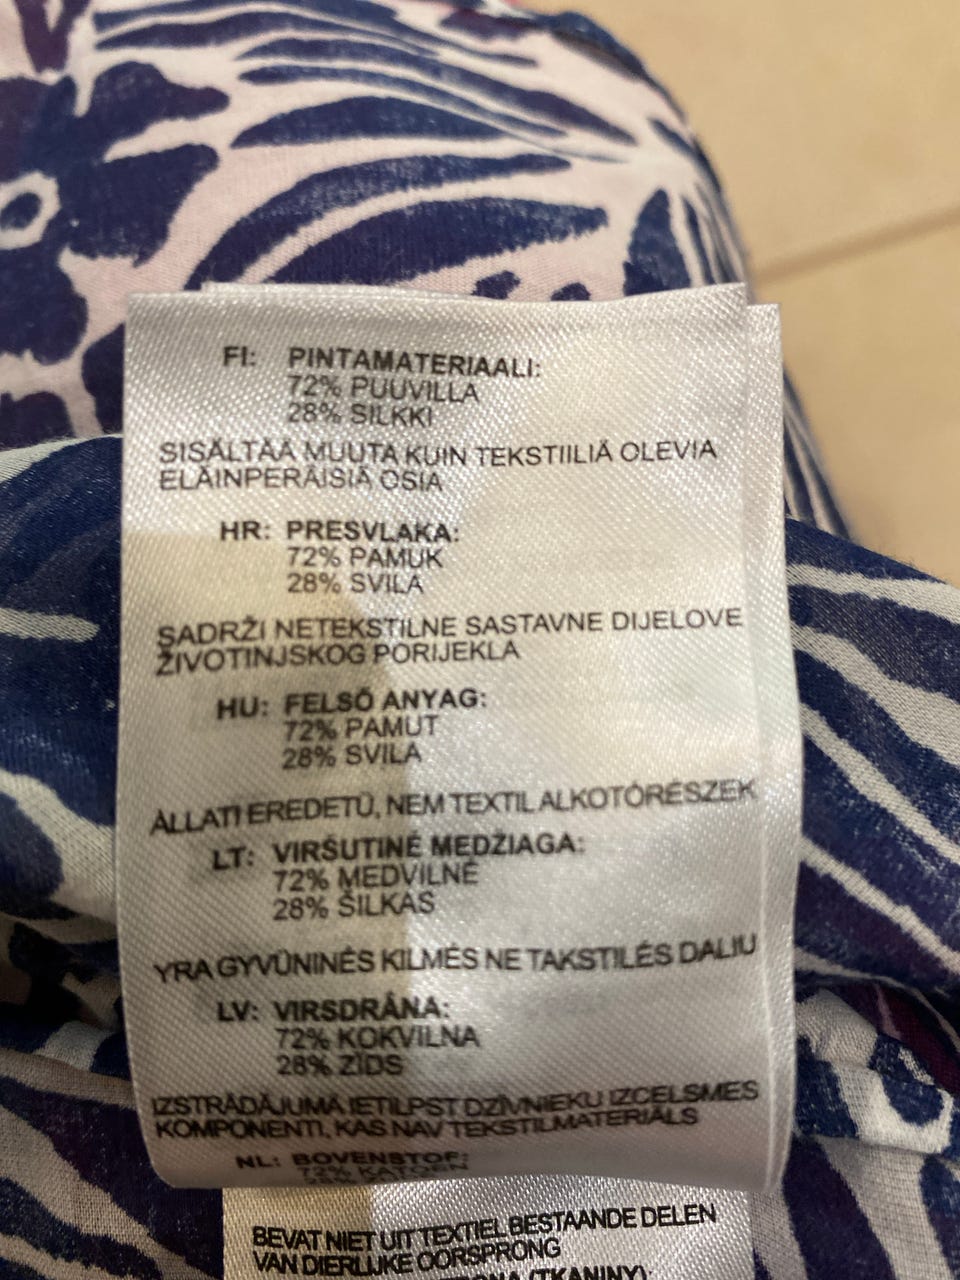 FI: PINTAMATERIAALI:
72% PUUVILLA
28% SILKKI
SISÄLTÄÄ MUUTA KUIN TEKSTIILIÄ OLEVIA
ELÄINPERÄISIÄ OSIA
HR: PRESVLAKA:
72% PAMUK
28% SVILA
SADRŽI NETEKSTILNE SASTAVNE DIJELOVE
ŽIVOTINJSKOG PORIJEKLA
HU: FELSŐ ANYAG:
72% PAMUT
28% SVILA
ÁLLATI EREDETŰ, NEM TEXTIL ALKOTÓRÉSZEK
LT: VIRŠUTINĖ MEDŽIAGA:
72% MEDVILNĖ
28% ŠILKAS
YRA GYVŪNINĖS KILMĖS NE TAKSTILĖS DALIU
LV: VIRSDRĀNA:
72% KOKVILNA
28% ZĪDS
IZSTRĀDĀJUMĀ IETILPST DZĪVNIEKU IZCELSMES
KOMPONENTI, KAS NAV TEKSTILMATERIĀLS
NL: BOVENSTOF:
72% KATOEN
BEVAT NIET UIT TEXTIEL BESTAANDE DELEN
VAN DIERLIJKE OORSPRONG
(TKANINY):